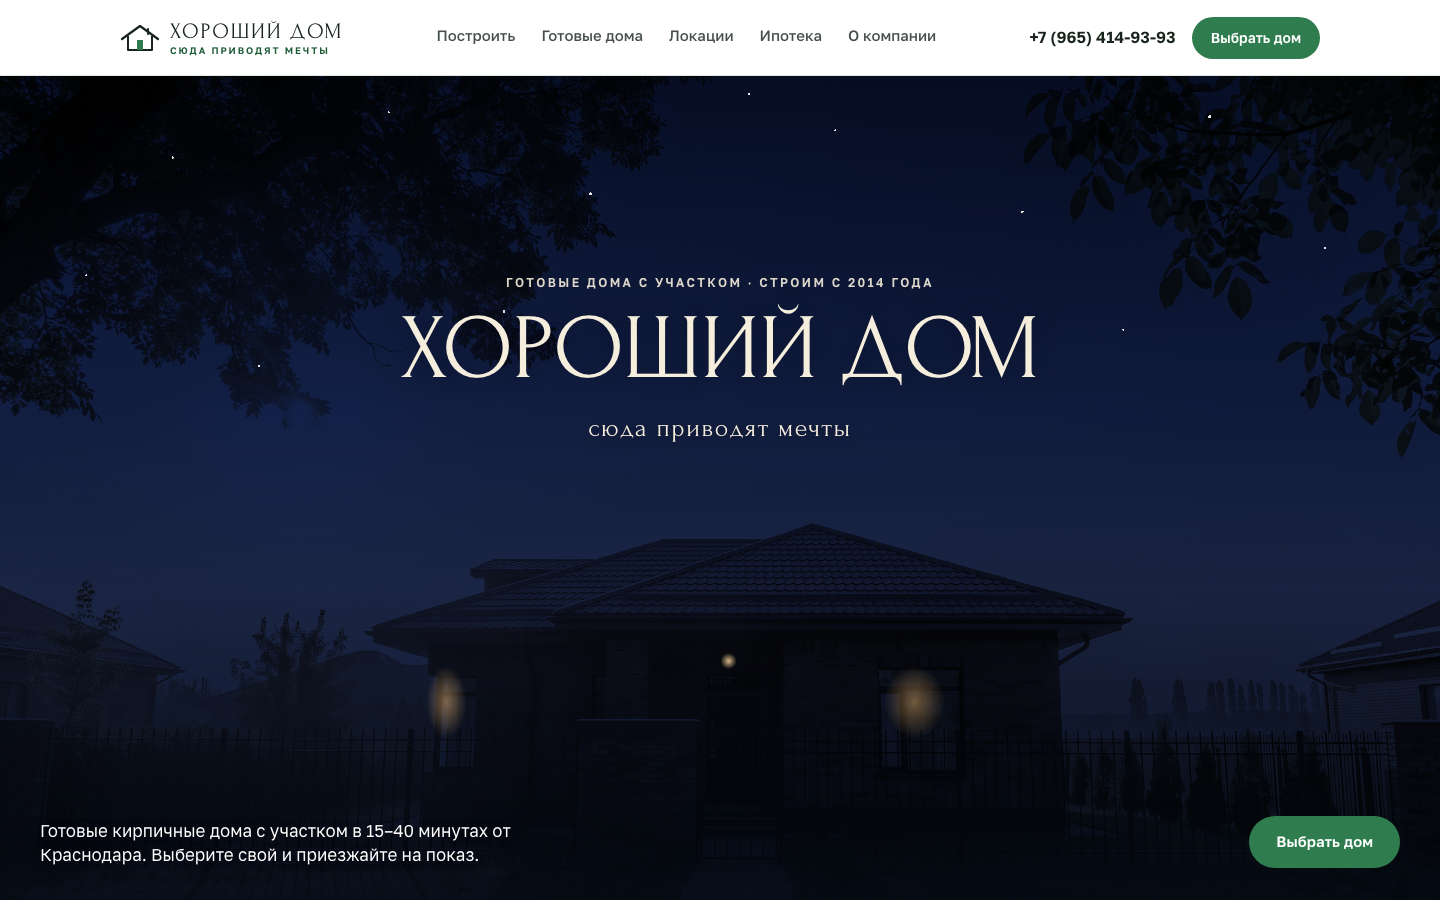 ХОРОШИЙ ДОМ
СЮДА ПРИВОДЯТ МЕЧТЫ
Построить
Готовые дома
Локации
Ипотека
О компании
+7 (965) 414-93-93
Выбрать дом
ГОТОВЫЕ ДОМА С УЧАСТКОМ · СТРОИМ С 2014 ГОДА
ХОРОШИЙ ДОМ
сюда приводят мечты
Готовые кирпичные дома с участком в 15–40 минутах от
Краснодара. Выберите свой и приезжайте на показ.
Выбрать дом